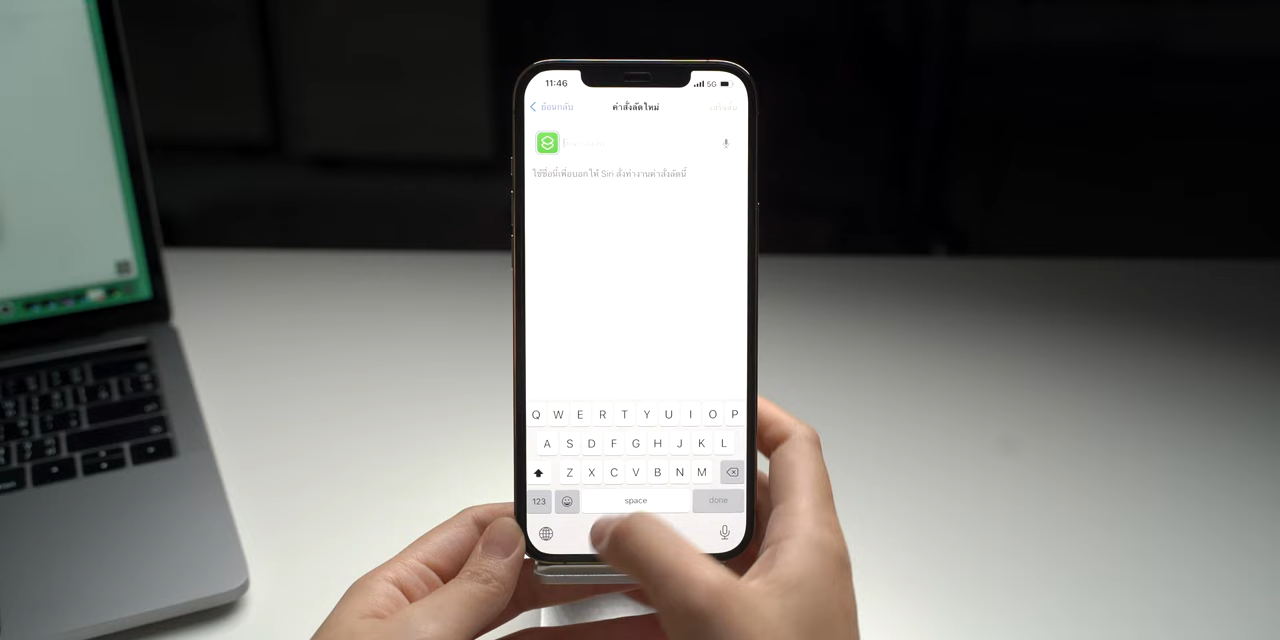 11:46 5G
ย้อนกลับ คำสั่งลัดใหม่
ใช้ชื่อนี้เพื่อบอกให้ Siri สั่งทำงานคำสั่งลัดนี้
Q W E R T Y U I O P
A S D F G H J K L
Z X C V B N M
123 space done